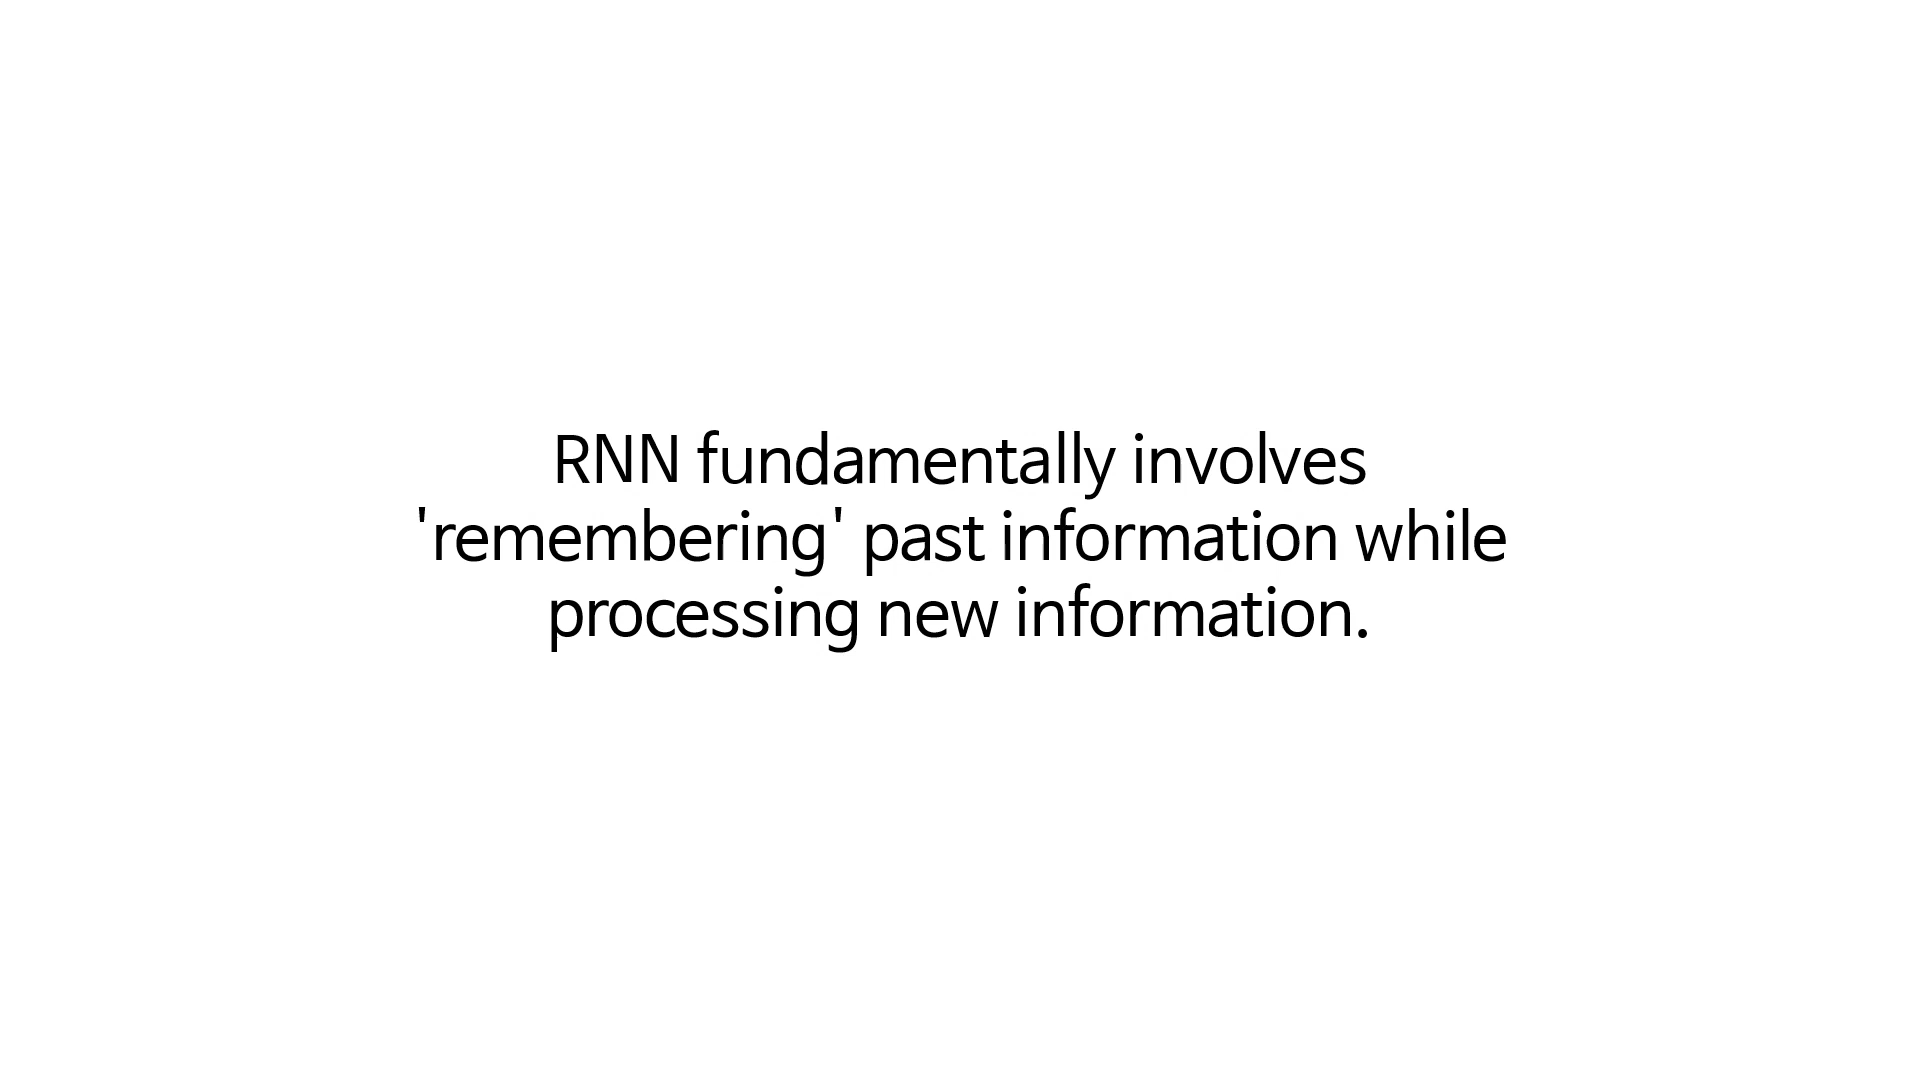 RNN fundamentally involves
'remembering' past information while
processing new information.